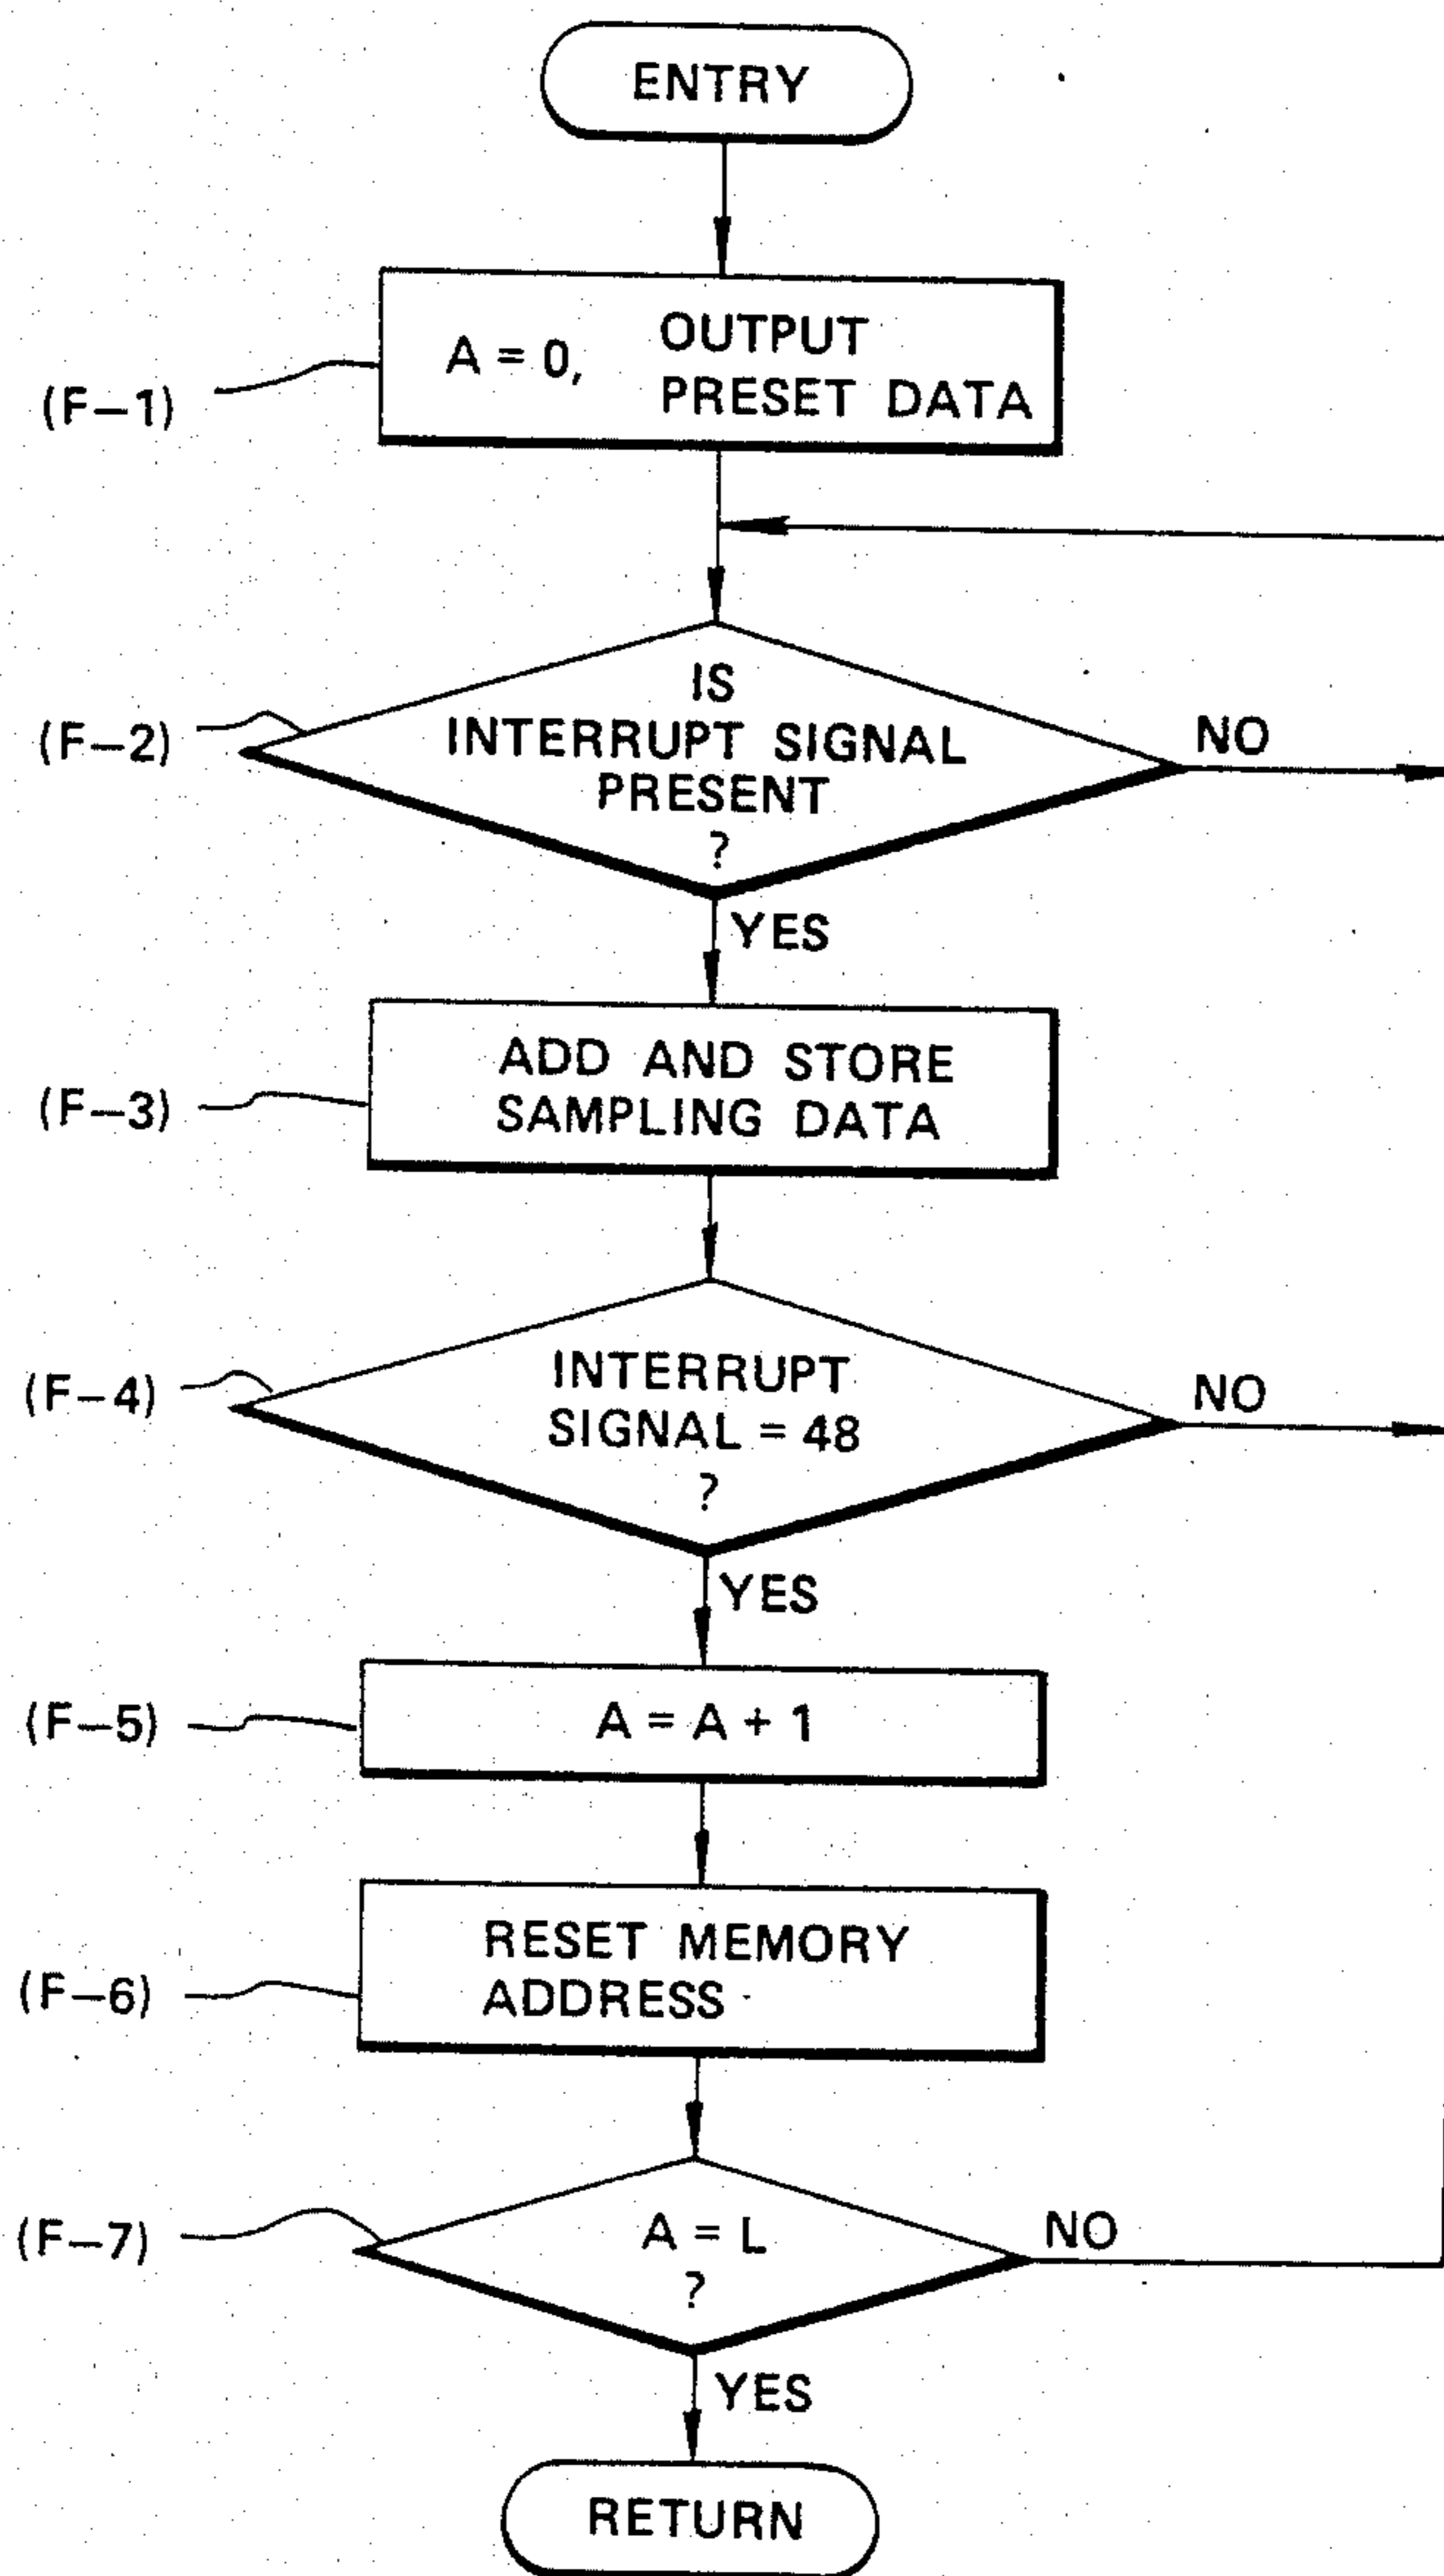 ENTRY
(F-1)
A = 0,
OUTPUT
PRESET DATA
(F-2)
IS
INTERRUPT SIGNAL
PRESENT
?
NO
YES
(F-3)
ADD AND STORE
SAMPLING DATA
(F-4)
INTERRUPT
SIGNAL = 48
?
NO
YES
(F-5)
A = A + 1
(F-6)
RESET MEMORY
ADDRESS
(F-7)
A = L
?
NO
YES
RETURN